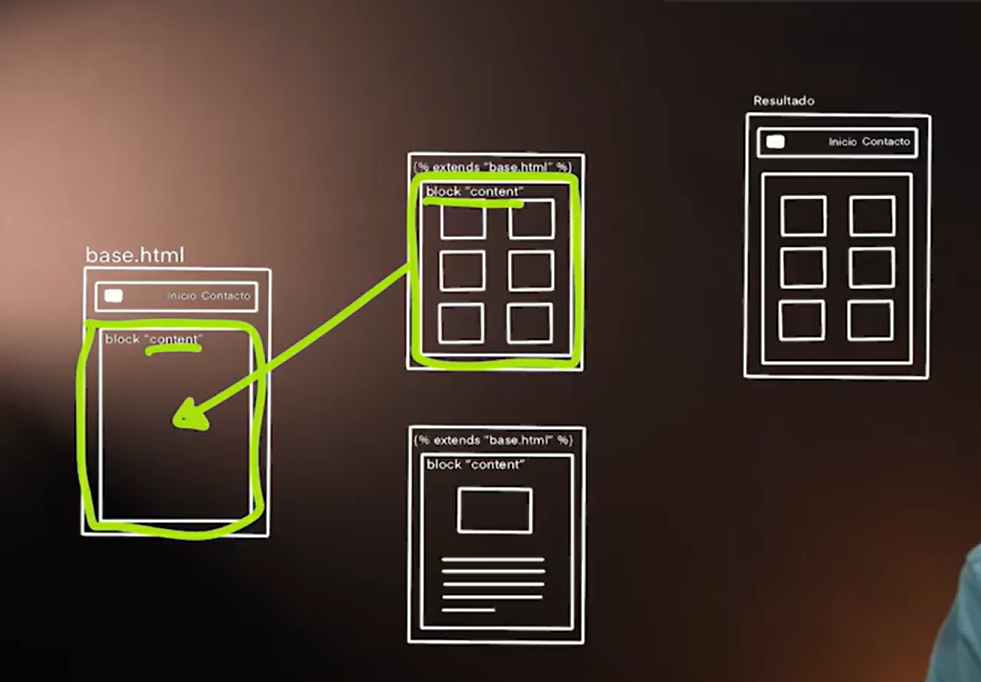 base.html
Inicio Contacto
block "content"
{% extends "base.html" %}
block "content"
{% extends "base.html" %}
block "content"
Resultado
Inicio Contacto